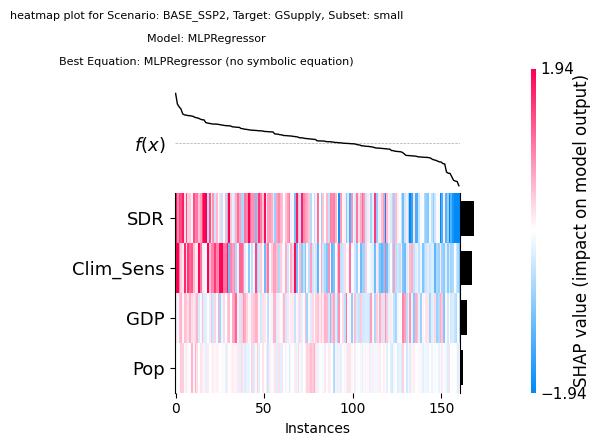 heatmap plot for Scenario: BASE_SSP2, Target: GSupply, Subset: small
Model: MLPRegressor
Best Equation: MLPRegressor (no symbolic equation)
1.94
f(x)
SDR
Clim_Sens
GDP
Pop
SHAP value (impact on model output)
−1.94
0
50
100
150
Instances